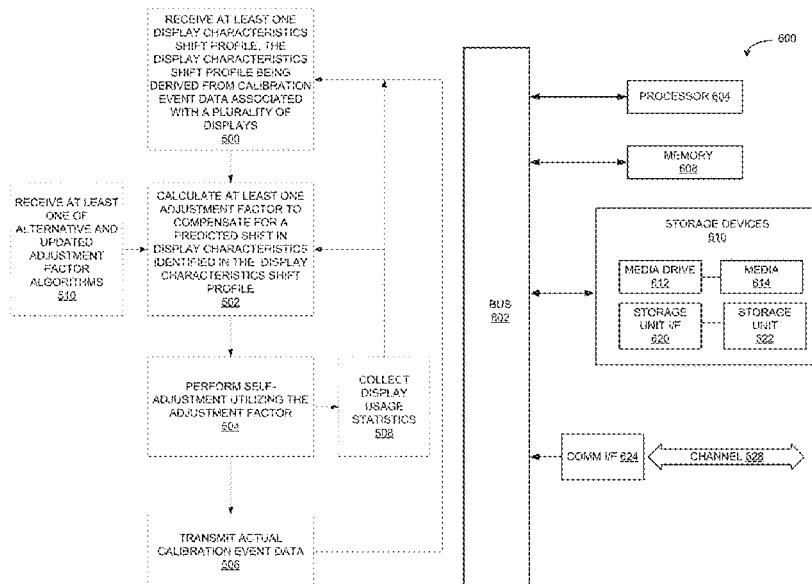 RECEIVE AT LEAST ONE
DISPLAY CHARACTERISTICS
SHIFT PROFILE, THE
DISPLAY CHARACTERISTICS
SHIFT PROFILE BEING
DERIVED FROM CALIBRATION
EVENT DATA ASSOCIATED
WITH A PLURALITY OF
DISPLAYS
500
RECEIVE AT LEAST
ONE OF
ALTERNATIVE AND
UPDATED
ADJUSTMENT
FACTOR
ALGORITHMS
510
CALCULATE AT LEAST ONE
ADJUSTMENT FACTOR TO
COMPENSATE FOR A
PREDICTED SHIFT IN
DISPLAY CHARACTERISTICS
IDENTIFIED IN THE DISPLAY
CHARACTERISTICS SHIFT
PROFILE
502
PERFORM SELF-
ADJUSTMENT UTILIZING THE
ADJUSTMENT FACTOR
504
COLLECT
DISPLAY
USAGE
STATISTICS
508
TRANSMIT ACTUAL
CALIBRATION EVENT DATA
506
600
BUS
602
PROCESSOR 604
MEMORY
608
STORAGE DEVICES
610
MEDIA DRIVE
612
MEDIA
614
STORAGE
UNIT I/F
620
STORAGE
UNIT
622
COMM I/F 624
CHANNEL 628